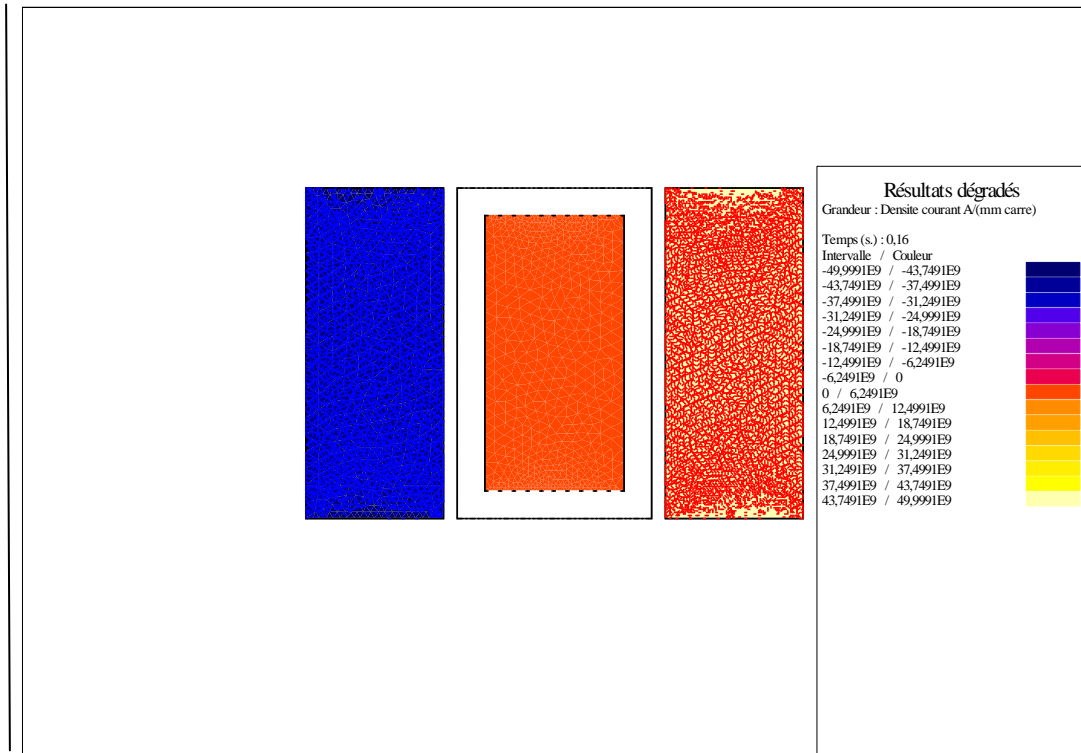 Résultats dégradés
Grandeur : Densite courant A/(mm carre)
Temps (s.) : 0,16
Intervalle / Couleur
-49,9991E9 / -43,7491E9
-43,7491E9 / -37,4991E9
-37,4991E9 / -31,2491E9
-31,2491E9 / -24,9991E9
-24,9991E9 / -18,7491E9
-18,7491E9 / -12,4991E9
-12,4991E9 / -6,2491E9
-6,2491E9 / 0
0 / 6,2491E9
6,2491E9 / 12,4991E9
12,4991E9 / 18,7491E9
18,7491E9 / 24,9991E9
24,9991E9 / 31,2491E9
31,2491E9 / 37,4991E9
37,4991E9 / 43,7491E9
43,7491E9 / 49,9991E9